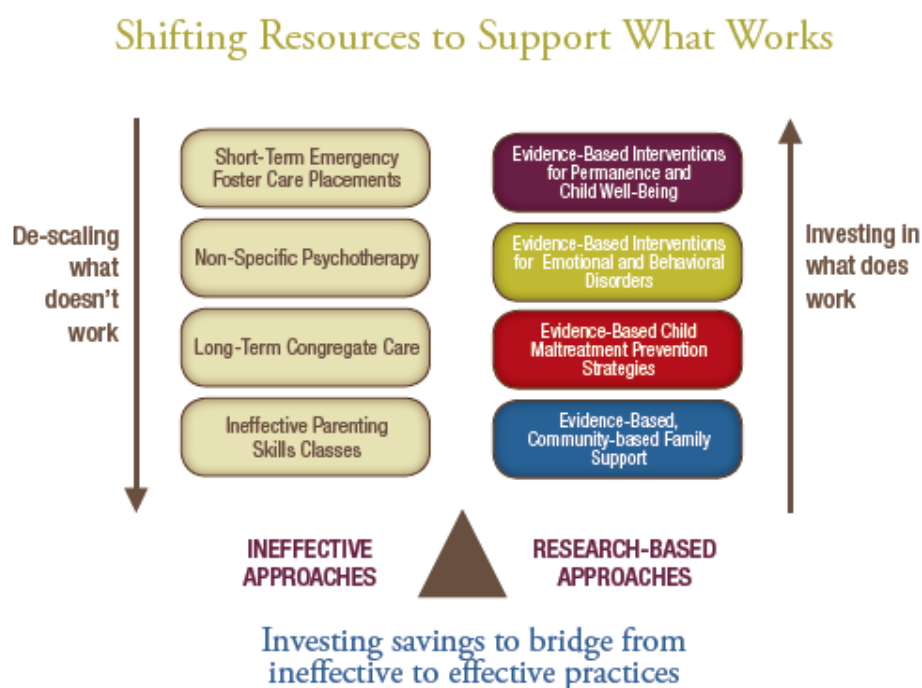 Shifting Resources to Support What Works
De-scaling
what
doesn't
work
Short-Term Emergency
Foster Care Placements
Non-Specific Psychotherapy
Long-Term Congregate Care
Ineffective Parenting
Skills Classes
Evidence-Based Interventions
for Permanence and
Child Well-Being
Evidence-Based Interventions
for Emotional and Behavioral
Disorders
Evidence-Based Child
Maltreatment Prevention
Strategies
Evidence-Based,
Community-based Family
Support
Investing in
what does
work
INEFFECTIVE
APPROACHES
RESEARCH-BASED
APPROACHES
Investing savings to bridge from
ineffective to effective practices